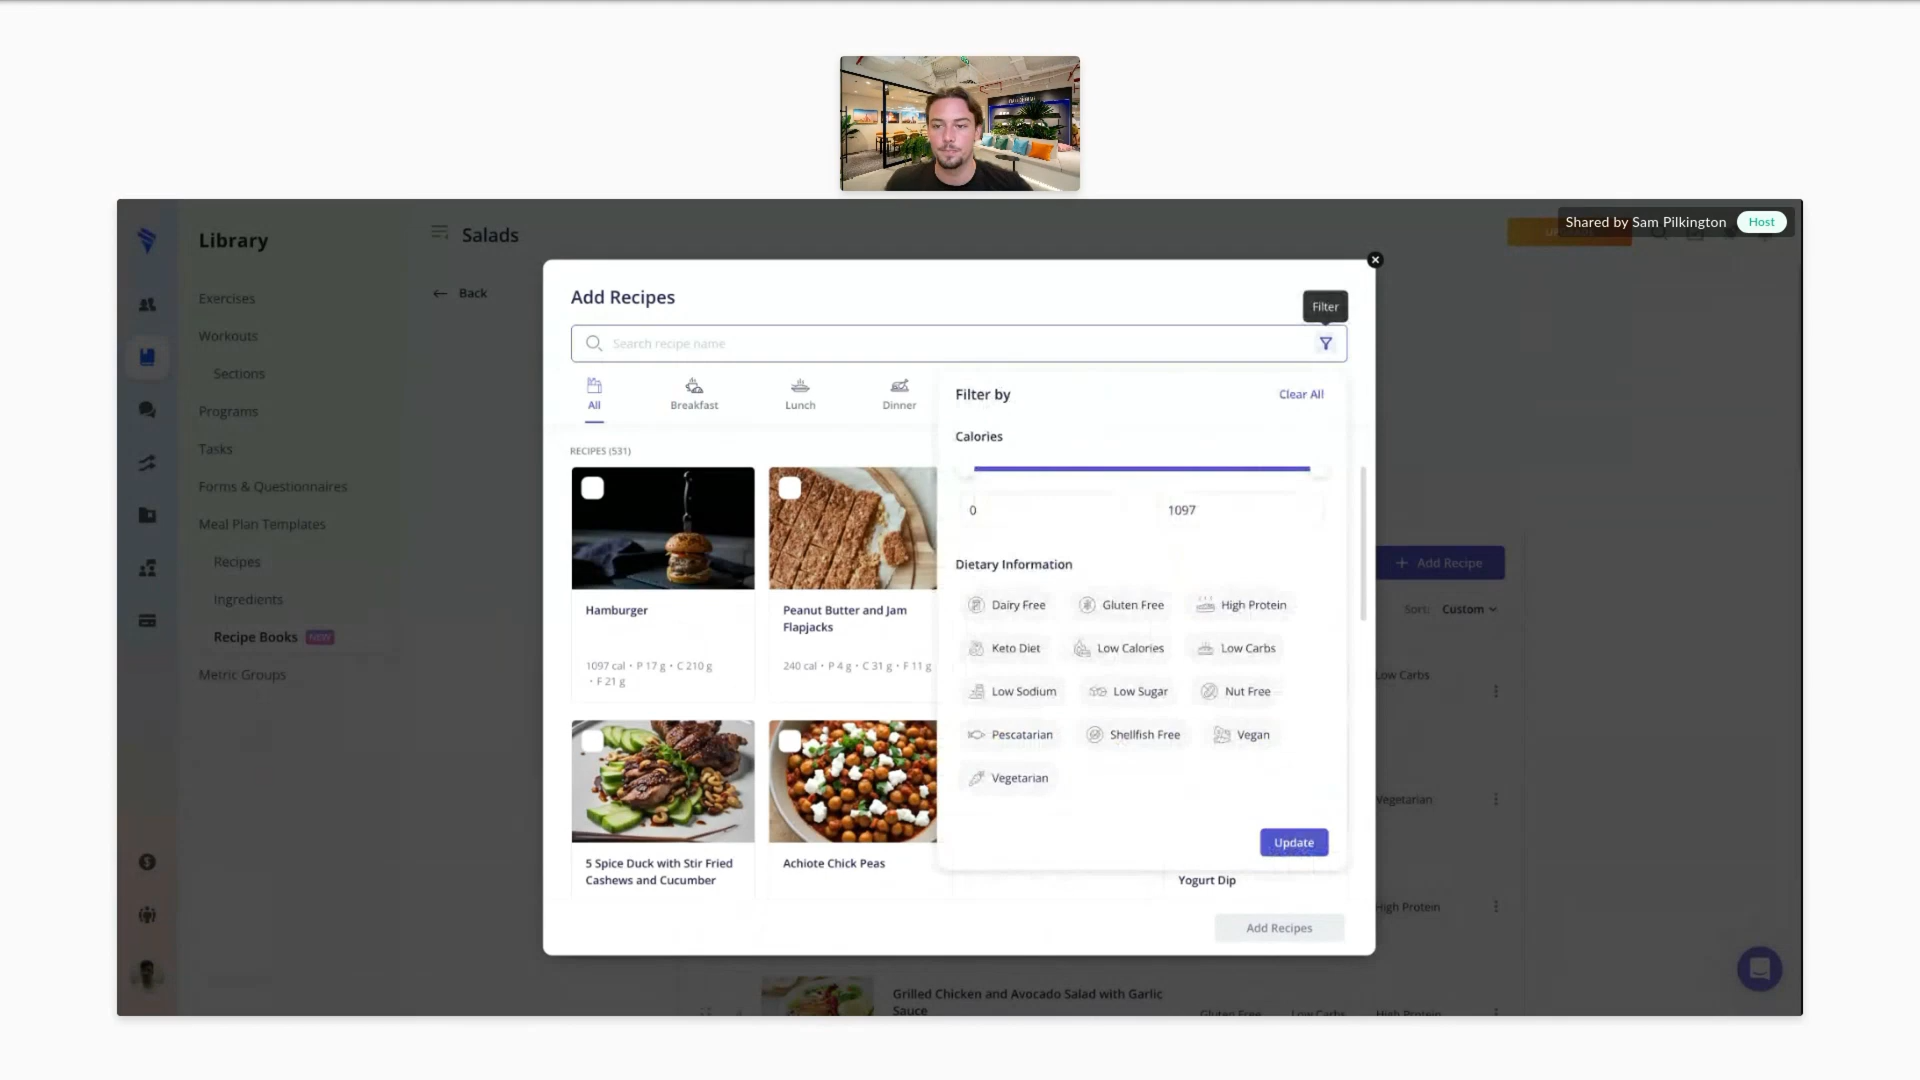 Shared by Sam Pilkington
Host
Library
Salads
Exercises
Back
Workouts
Sections
Programs
Tasks
Forms & Questionnaires
Meal Plan Templates
Recipes
Ingredients
Recipe Books NEW
Metric Groups
Add Recipes
Filter
Search recipe name
All
Breakfast
Lunch
Dinner
RECIPES (531)
Hamburger
1097 cal • P 17 g • C 210 g
• F 21 g
Peanut Butter and Jam
Flapjacks
240 cal • P 4 g • C 31 g • F 11 g
5 Spice Duck with Stir Fried
Cashews and Cucumber
Achiote Chick Peas
Yogurt Dip
Filter by
Clear All
Calories
0
1097
Dietary Information
Dairy Free
Gluten Free
High Protein
Keto Diet
Low Calories
Low Carbs
Low Sodium
Low Sugar
Nut Free
Pescatarian
Shellfish Free
Vegan
Vegetarian
Update
Add Recipes
+ Add Recipe
Sort: Custom
Low Carbs
Vegetarian
High Protein
Grilled Chicken and Avocado Salad with Garlic
Sauce
Gluten Free
Low Carbs
High Protein